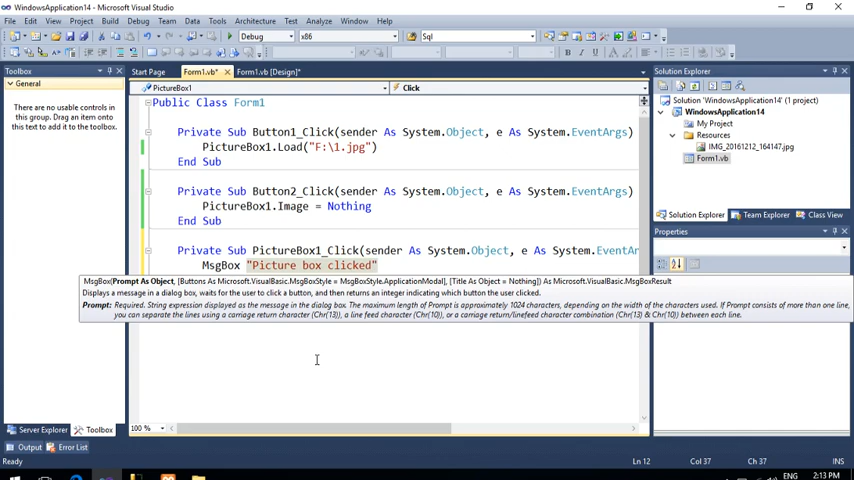 WindowsApplication14 - Microsoft Visual Studio
File Edit View Project Build Debug Team Data Tools Architecture Test Analyze Window Help
Debug x86 Sql
Toolbox
General
There are no usable controls in
this group. Drag an item onto
this text to add it to the toolbox.
Server Explorer Toolbox
Start Page Form1.vb* Form1.vb [Design]*
PictureBox1 Click
Public Class Form1
Private Sub Button1_Click(sender As System.Object, e As System.EventArgs)
PictureBox1.Load("F:\1.jpg")
End Sub
Private Sub Button2_Click(sender As System.Object, e As System.EventArgs)
PictureBox1.Image = Nothing
End Sub
Private Sub PictureBox1_Click(sender As System.Object, e As System.EventAr
MsgBox "Picture box clicked"
MsgBox(Prompt As Object, [Buttons As Microsoft.VisualBasic.MsgBoxStyle = MsgBoxStyle.ApplicationModal], [Title As Object = Nothing]) As Microsoft.VisualBasic.MsgBoxResult
Displays a message in a dialog box, waits for the user to click a button, and then returns an integer indicating which button the user clicked.
Prompt: Required. String expression displayed as the message in the dialog box. The maximum length of Prompt is approximately 1024 characters, depending on the width of the characters used. If Prompt consists of more than one line,
you can separate the lines using a carriage return character (Chr(13)), a line feed character (Chr(10)), or a carriage return/linefeed character combination (Chr(13) & Chr(10)) between each line.
100 %
Solution Explorer
Solution 'WindowsApplication14' (1 project)
WindowsApplication14
My Project
Resources
IMG_20161212_164147.jpg
Form1.vb
Solution Explorer Team Explorer Class View
Properties
Output Error List
Ready Ln 12 Col 37 Ch 37 INS
ENG 2:13 PM